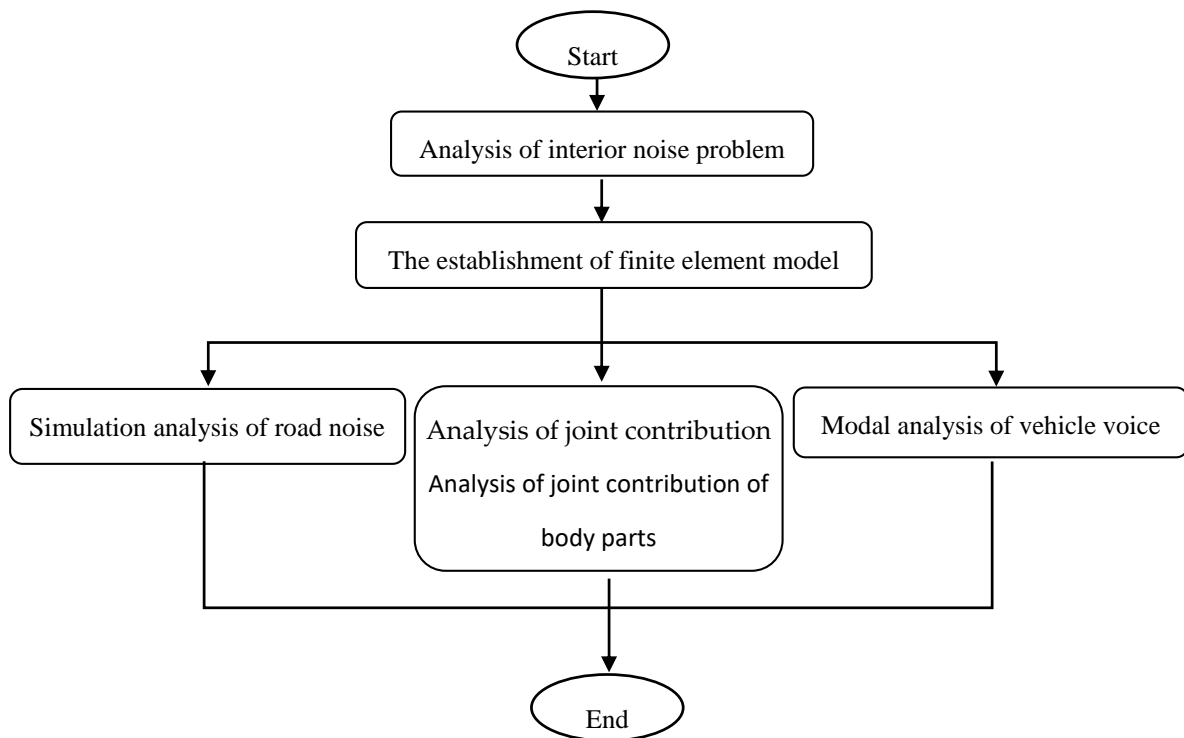 Start
Analysis of interior noise problem
The establishment of finite element model
Simulation analysis of road noise
Analysis of joint contribution
Analysis of joint contribution of
body parts
Modal analysis of vehicle voice
End